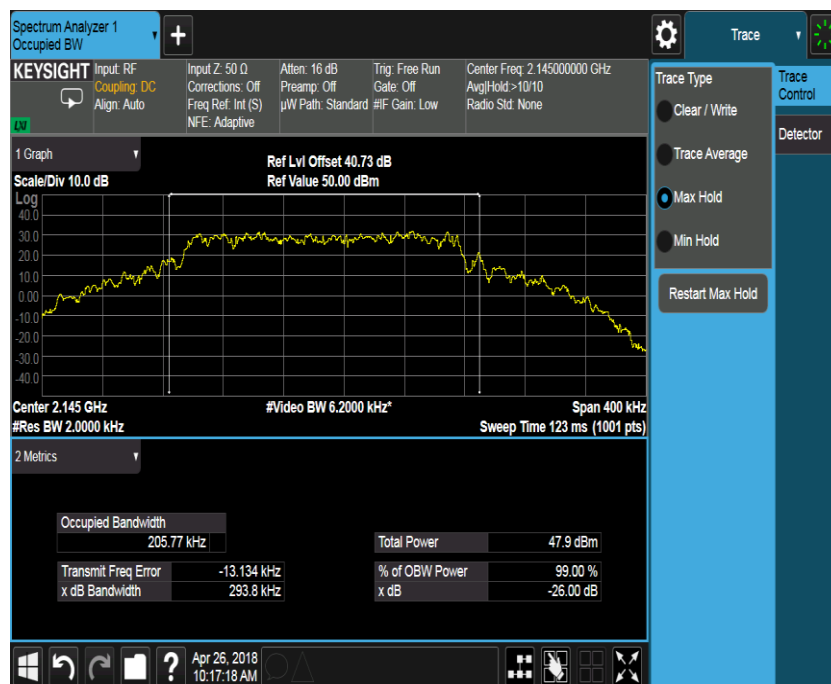 Spectrum Analyzer 1
Occupied BW
+
Trace
KEYSIGHT
LXI
Input: RF
Coupling: DC
Align: Auto
Input Z: 50 Ω
Corrections: Off
Freq Ref: Int (S)
NFE: Adaptive
Atten: 16 dB
Preamp: Off
µW Path: Standard
Trig: Free Run
Gate: Off
#IF Gain: Low
Center Freq: 2.145000000 GHz
Avg|Hold:>10/10
Radio Std: None
Trace Type
Clear / Write
Trace Average
Max Hold
Min Hold
Restart Max Hold
Trace
Control
Detector
1 Graph
Scale/Div 10.0 dB
Ref Lvl Offset 40.73 dB
Ref Value 50.00 dBm
Log
40.0
30.0
20.0
10.0
0.00
-10.0
-20.0
-30.0
-40.0
Center 2.145 GHz
#Video BW 6.2000 kHz*
Span 400 kHz
#Res BW 2.0000 kHz
Sweep Time 123 ms (1001 pts)
2 Metrics
Occupied Bandwidth
205.77 kHz
Total Power 47.9 dBm
Transmit Freq Error -13.134 kHz
% of OBW Power 99.00 %
x dB Bandwidth 293.8 kHz
x dB -26.00 dB
?
Apr 26, 2018
10:17:18 AM